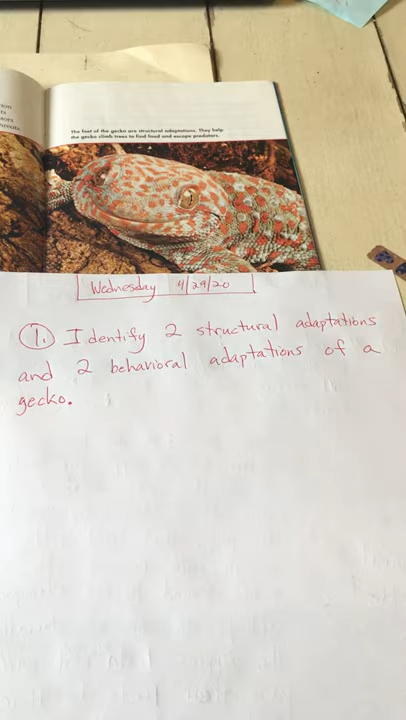 The feet of the gecko are structural adaptations. They help
the gecko climb trees to find food and escape predators.
Wednesday 4/29/20
1. Identify 2 structural adaptations
and 2 behavioral adaptations of a
gecko.